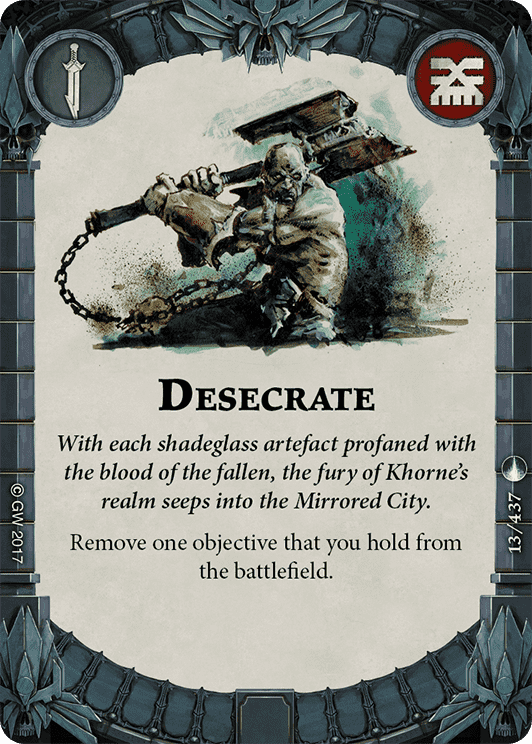 Desecrate
With each shadeglass artefact profaned with
the blood of the fallen, the fury of Khorne's
realm seeps into the Mirrored City.
Remove one objective that you hold from
the battlefield.
© GW 2017
13/437